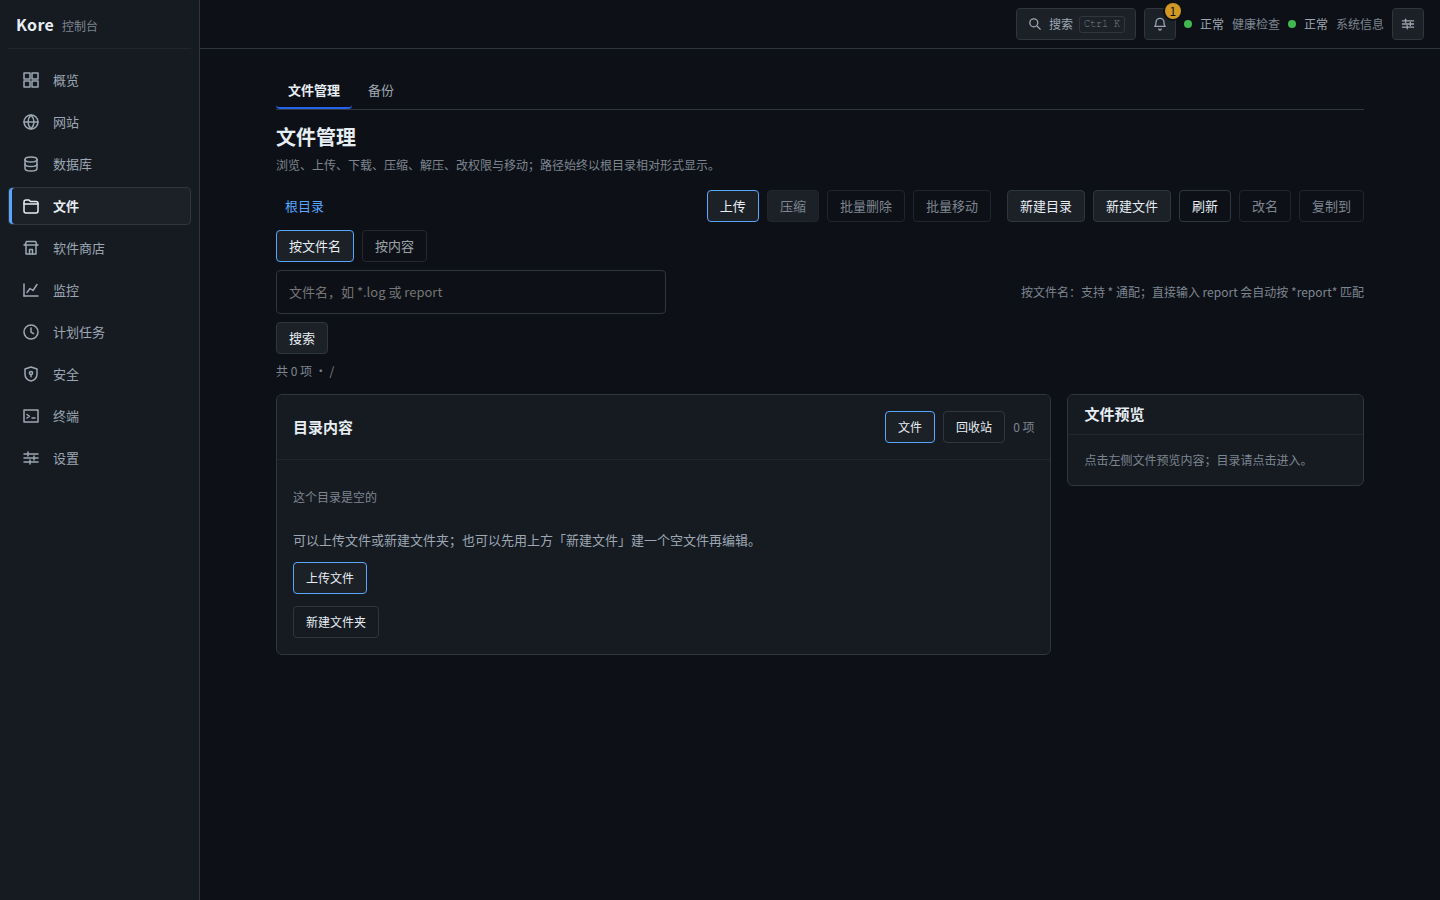 Kore 控制台
搜索 Ctrl K
1
正常 健康检查 正常 系统信息
概览
网站
数据库
文件
软件商店
监控
计划任务
安全
终端
设置
文件管理 备份
文件管理
浏览、上传、下载、压缩、解压、改权限与移动；路径始终以根目录相对形式显示。
根目录 上传 压缩 批量删除 批量移动 新建目录 新建文件 刷新 改名 复制到
按文件名 按内容
文件名，如 *.log 或 report
按文件名：支持 * 通配；直接输入 report 会自动按 *report* 匹配
搜索
共 0 项 · /
目录内容 文件 回收站 0 项
这个目录是空的
可以上传文件或新建文件夹；也可以先用上方「新建文件」建一个空文件再编辑。
上传文件
新建文件夹
文件预览
点击左侧文件预览内容；目录请点击进入。